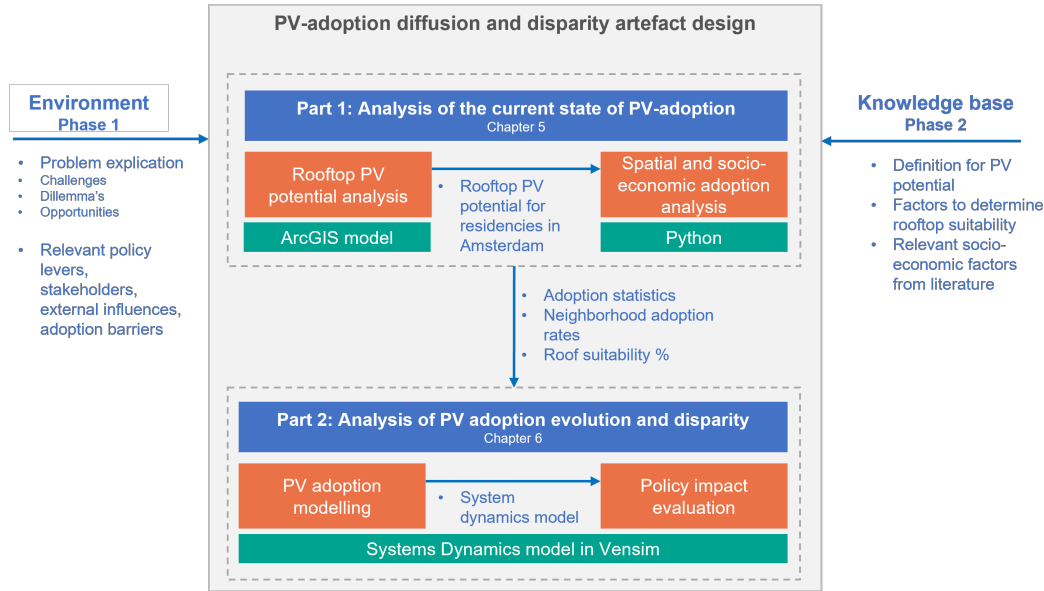 PV-adoption diffusion and disparity artefact design
Environment
Phase 1
• Problem explication
• Challenges
• Dillemma's
• Opportunities
• Relevant policy
levers,
stakeholders,
external influences,
adoption barriers
Part 1: Analysis of the current state of PV-adoption
Chapter 5
Rooftop PV
potential analysis
ArcGIS model
• Rooftop PV
potential for
residencies in
Amsterdam
Spatial and socio-
economic adoption
analysis
Python
• Adoption statistics
• Neighborhood adoption
rates
• Roof suitability %
Part 2: Analysis of PV adoption evolution and disparity
Chapter 6
PV adoption
modelling
• System
dynamics model
Policy impact
evaluation
Systems Dynamics model in Vensim
Knowledge base
Phase 2
• Definition for PV
potential
• Factors to determine
rooftop suitability
• Relevant socio-
economic factors
from literature